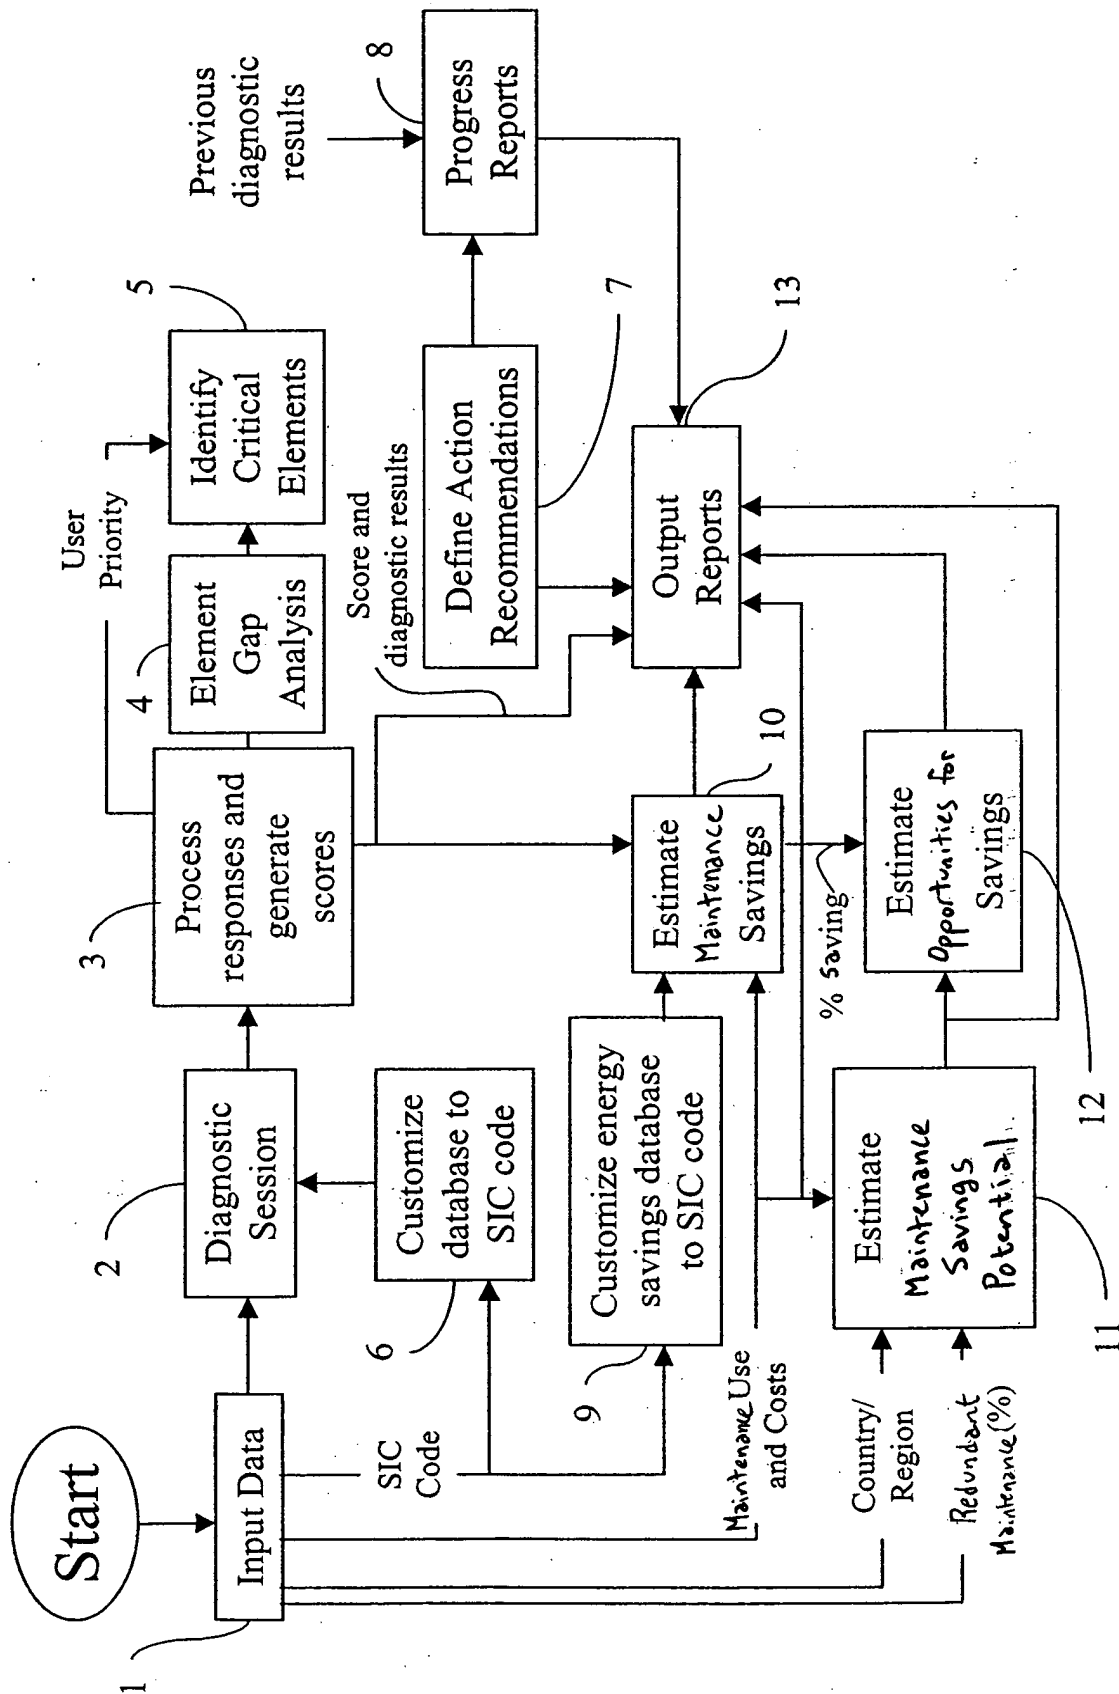 Start
1
Input Data
2
Diagnostic
Session
3
Process
responses and
generate
scores
4
Element
Gap
Analysis
User
Priority
5
Identify
Critical
Elements
Previous
diagnostic
results
8
Progress
Reports
SIC
Code
6
Customize
database to
SIC code
Score and
diagnostic results
Define Action
Recommendations
7
9
Customize energy
savings database
to SIC code
Estimate
Maintenance
Savings
10
Output
Reports
13
Maintenance Use
and Costs
% Saving
Country/
Region
Redundant
Maintenance(%)
Estimate
Maintenance
Savings
Potential
11
Estimate
Opportunities for
Savings
12